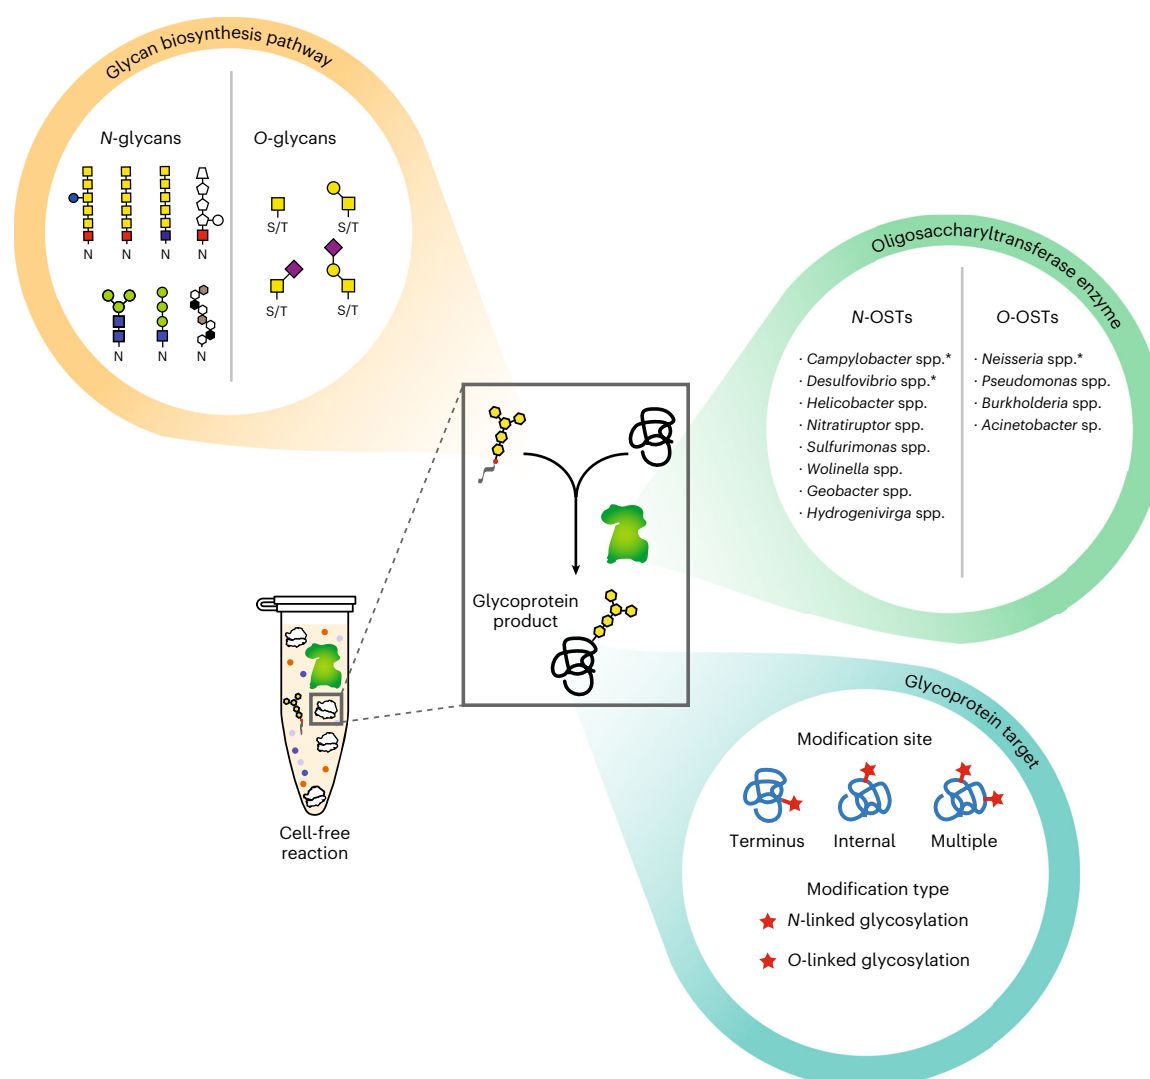 Glycan biosynthesis pathway
N-glycans
O-glycans
N
N
N
N
S/T
S/T
N
N
N
S/T
S/T
Oligosaccharyltransferase enzyme
N-OSTs
· Campylobacter spp.*
· Desulfovibrio spp.*
· Helicobacter spp.
· Nitratiruptor spp.
· Sulfurimonas spp.
· Wolinella spp.
· Geobacter spp.
· Hydrogenivirga spp.
O-OSTs
· Neisseria spp.*
· Pseudomonas spp.
· Burkholderia spp.
· Acinetobacter sp.
Glycoprotein
product
Cell-free
reaction
Glycoprotein target
Modification site
Terminus
Internal
Multiple
Modification type
N-linked glycosylation
O-linked glycosylation